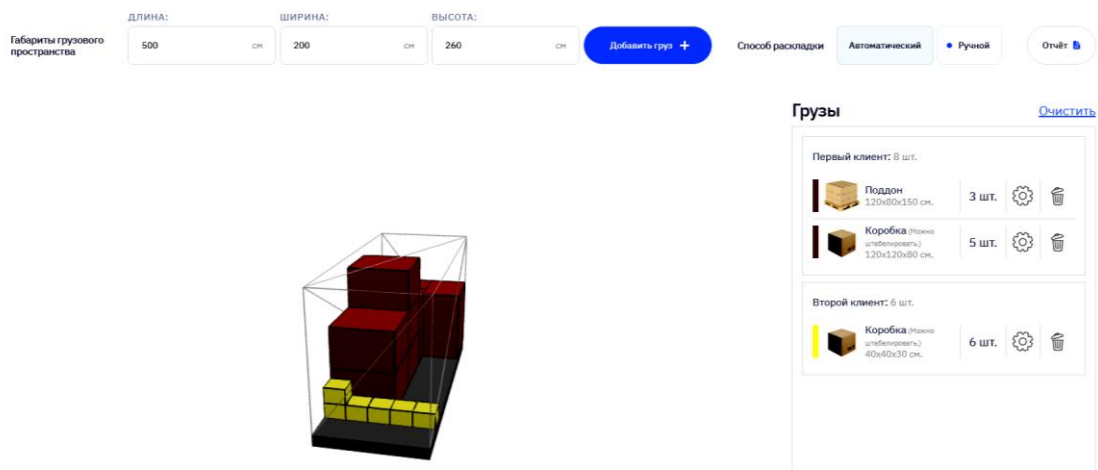 ДЛИНА: ШИРИНА: ВЫСОТА:
Габариты грузового
пространства
500 см 200 см 260 см
Добавить груз +
Способ раскладки
Автоматический
Ручной
Отчёт
Грузы
Очистить
Первый клиент: 8 шт.
Поддон
120x80x150 см.
3 шт.
Коробка (Можно
штабелировать.)
120x120x80 см.
5 шт.
Второй клиент: 6 шт.
Коробка (Можно
штабелировать.)
40x40x30 см.
6 шт.